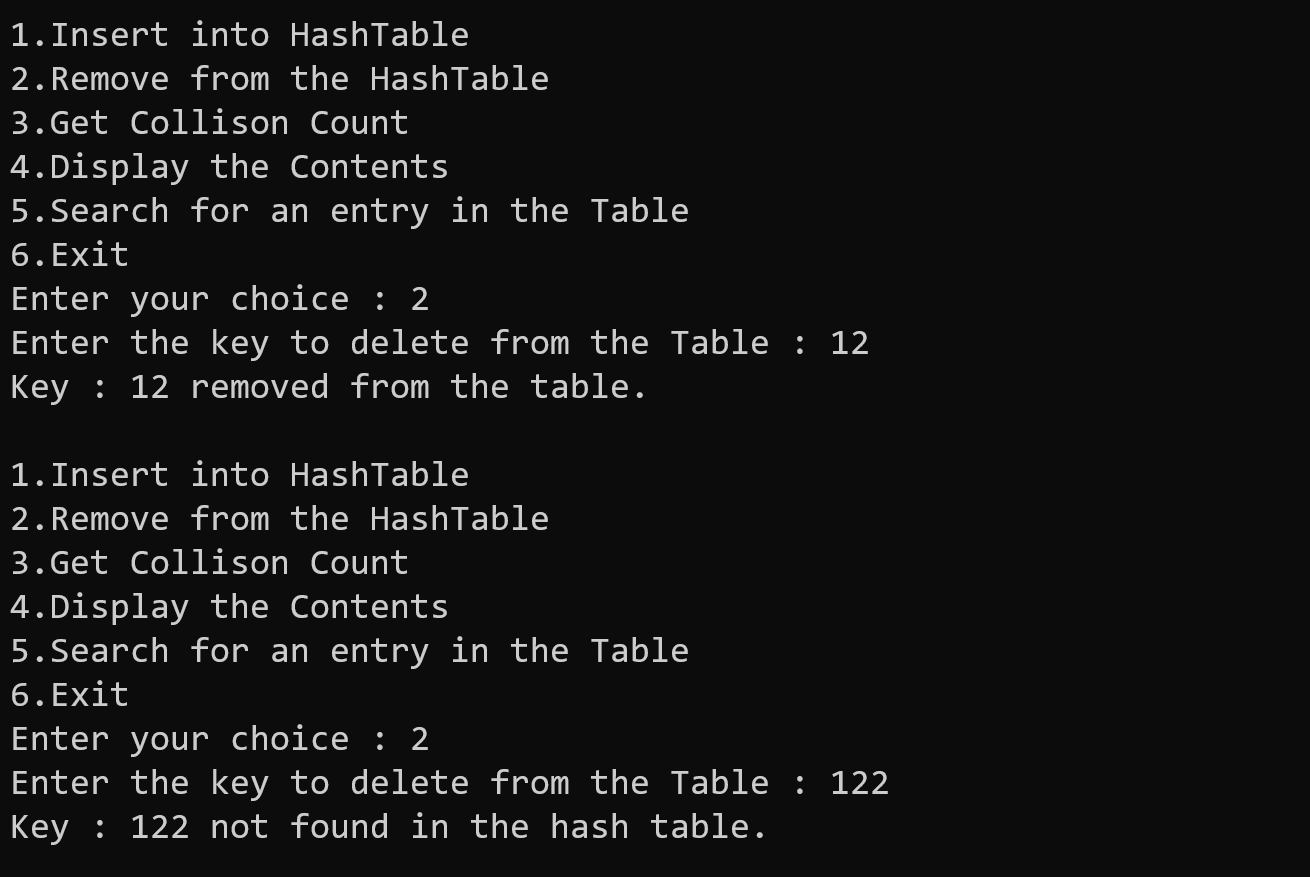 1.Insert into HashTable
2.Remove from the HashTable
3.Get Collison Count
4.Display the Contents
5.Search for an entry in the Table
6.Exit
Enter your choice : 2
Enter the key to delete from the Table : 12
Key : 12 removed from the table.

1.Insert into HashTable
2.Remove from the HashTable
3.Get Collison Count
4.Display the Contents
5.Search for an entry in the Table
6.Exit
Enter your choice : 2
Enter the key to delete from the Table : 122
Key : 122 not found in the hash table.